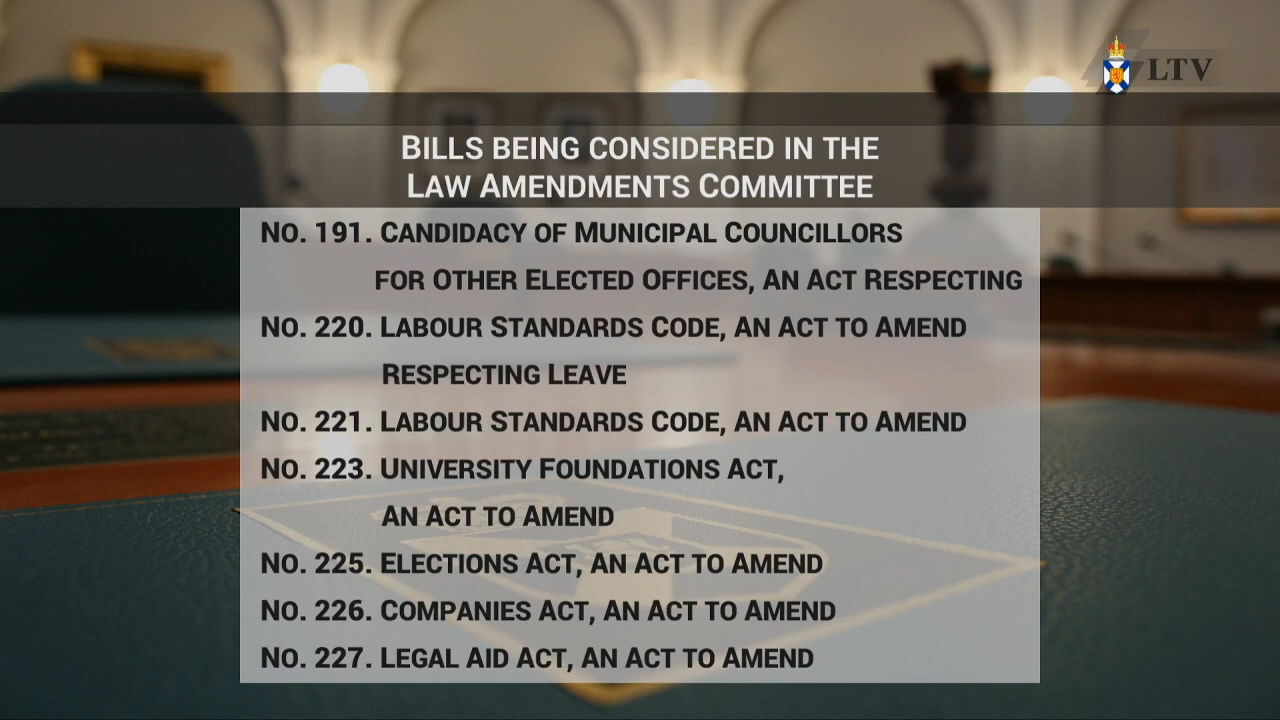 LTV
BILLS BEING CONSIDERED IN THE
LAW AMENDMENTS COMMITTEE
NO. 191. CANDIDACY OF MUNICIPAL COUNCILLORS
FOR OTHER ELECTED OFFICES, AN ACT RESPECTING
NO. 220. LABOUR STANDARDS CODE, AN ACT TO AMEND
RESPECTING LEAVE
NO. 221. LABOUR STANDARDS CODE, AN ACT TO AMEND
NO. 223. UNIVERSITY FOUNDATIONS ACT,
AN ACT TO AMEND
NO. 225. ELECTIONS ACT, AN ACT TO AMEND
NO. 226. COMPANIES ACT, AN ACT TO AMEND
NO. 227. LEGAL AID ACT, AN ACT TO AMEND